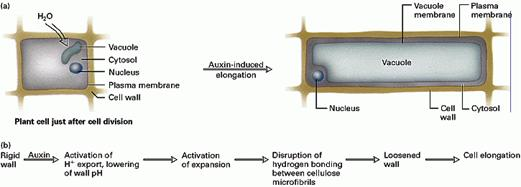 (a)
H₂O
Vacuole
Cytosol
Nucleus
Plasma membrane
Cell wall
Plant cell just after cell division
Auxin-induced
elongation
Vacuole
membrane
Plasma
membrane
Vacuole
Nucleus
Cell
wall
Cytosol
(b)
Rigid
wall
Auxin
Activation of
H⁺ export, lowering
of wall pH
Activation
of expansion
Disruption of
hydrogen bonding
between cellulose
microfibrils
Loosened
wall
Cell elongation